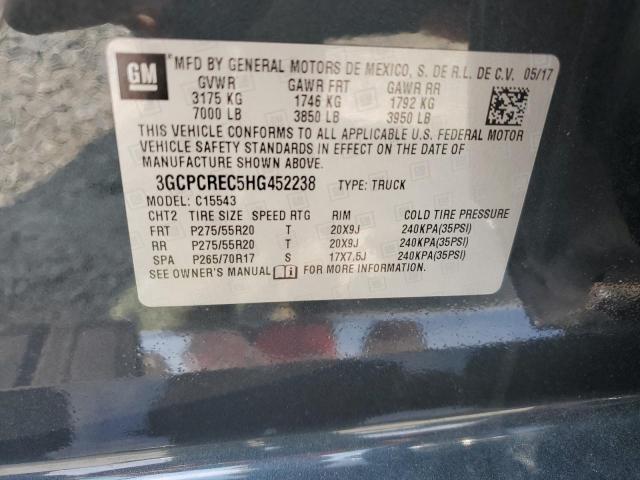 GM
*MFD BY GENERAL MOTORS DE MEXICO, S. DE R.L. DE C.V. 05/17
GVWR GAWR FRT GAWR RR
3175 KG 1746 KG 1792 KG
7000 LB 3850 LB 3950 LB
THIS VEHICLE CONFORMS TO ALL APPLICABLE U.S. FEDERAL MOTOR
VEHICLE SAFETY STANDARDS IN EFFECT ON THE DATE OF
MANUFACTURE SHOWN ABOVE.
3GCPCREC5HG452238 TYPE: TRUCK
MODEL: C15543
CHT2 TIRE SIZE SPEED RTG RIM COLD TIRE PRESSURE
FRT P275/55R20 T 20X9J 240KPA(35PSI)
RR P275/55R20 T 20X9J 240KPA(35PSI)
SPA P265/70R17 S 17X7.5J 240KPA(35PSI)
SEE OWNER'S MANUAL FOR MORE INFORMATION.